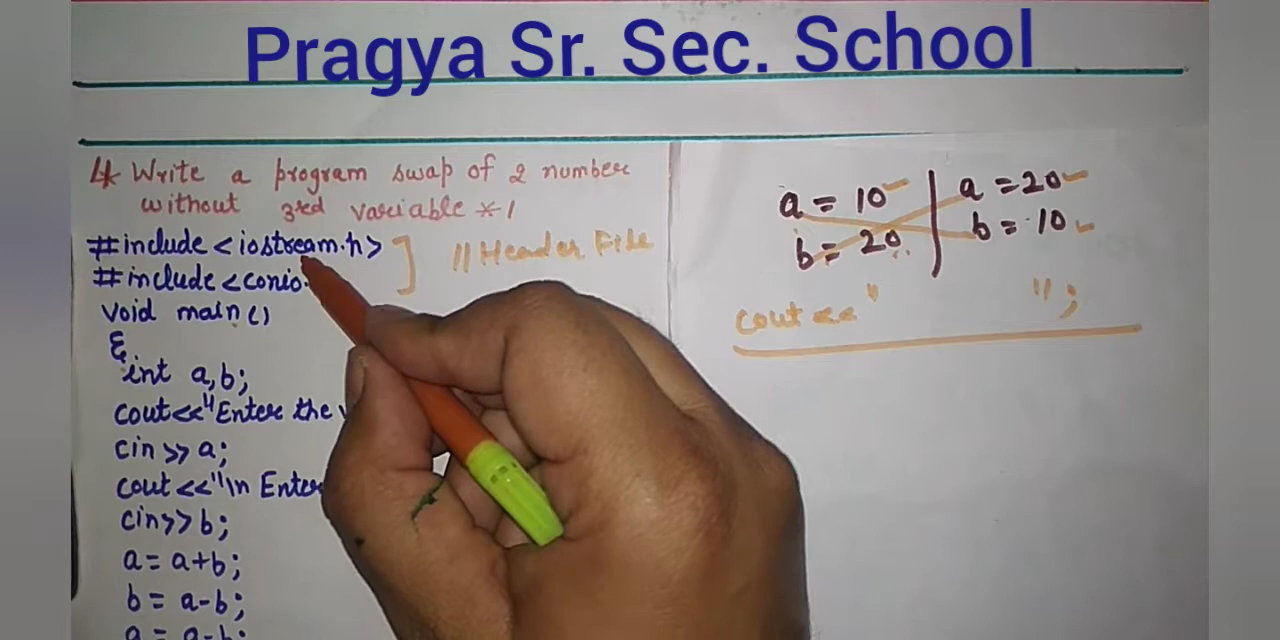 Pragya Sr. Sec. School
4 Write a program swap of 2 number
without 3rd variable *1
#include <iostream.h>
#include <conio.
// Header File
void main()
{
int a,b;
cout<<"Enter the
cin >> a;
cout <<"\n Enter
cin>>b;
a = a+b;
b = a-b;
a = a-b;
a = 10
b = 20
a = 20
b = 10
cout << " ";